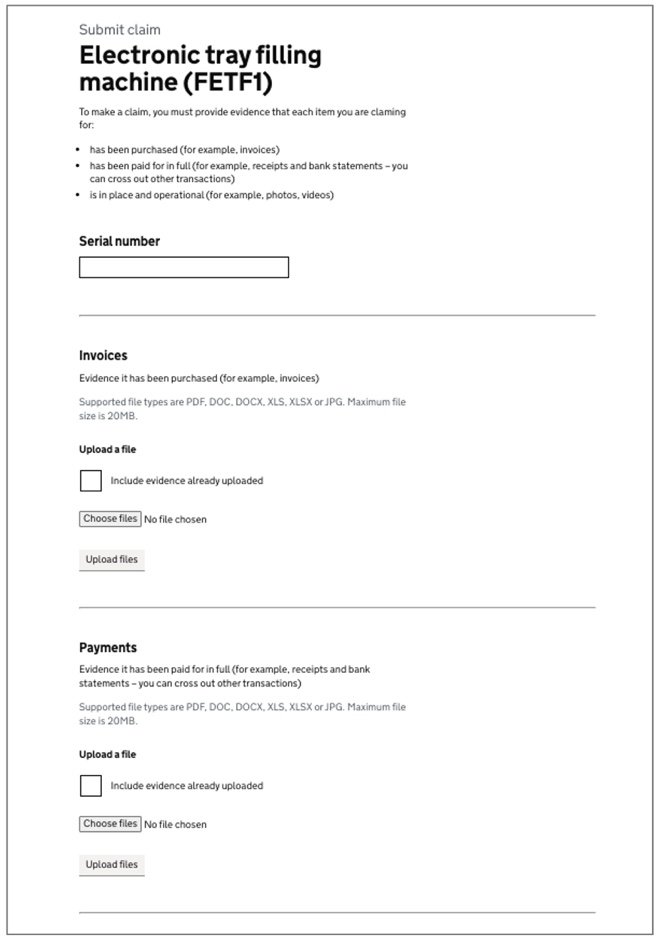 Submit claim
Electronic tray filling
machine (FETF1)
To make a claim, you must provide evidence that each item you are claming
for:
• has been purchased (for example, invoices)
• has been paid for in full (for example, receipts and bank statements – you
can cross out other transactions)
• is in place and operational (for example, photos, videos)
Serial number
Invoices
Evidence it has been purchased (for example, invoices)
Supported file types are PDF, DOC, DOCX, XLS, XLSX or JPG. Maximum file
size is 20MB.
Upload a file
Include evidence already uploaded
Choose files No file chosen
Upload files
Payments
Evidence it has been paid for in full (for example, receipts and bank
statements – you can cross out other transactions)
Supported file types are PDF, DOC, DOCX, XLS, XLSX or JPG. Maximum file
size is 20MB.
Upload a file
Include evidence already uploaded
Choose files No file chosen
Upload files